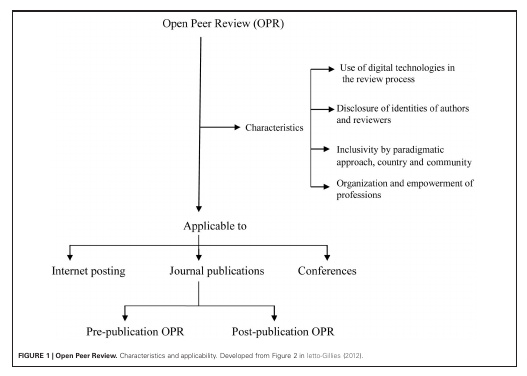 Open Peer Review (OPR)
Use of digital technologies in
the review process
Disclosure of identities of authors
and reviewers
Characteristics
Inclusivity by paradigmatic
approach, country and community
Organization and empowerment of
professions
Applicable to
Internet posting
Journal publications
Conferences
Pre-publication OPR
Post-publication OPR
FIGURE 1 | Open Peer Review. Characteristics and applicability. Developed from Figure 2 in Ietto-Gillies (2012).